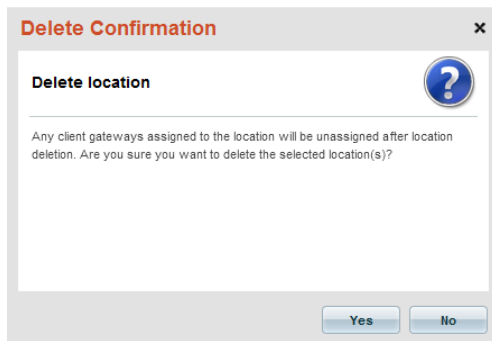 Delete Confirmation
Delete location
Any client gateways assigned to the location will be unassigned after location
deletion. Are you sure you want to delete the selected location(s)?
Yes No